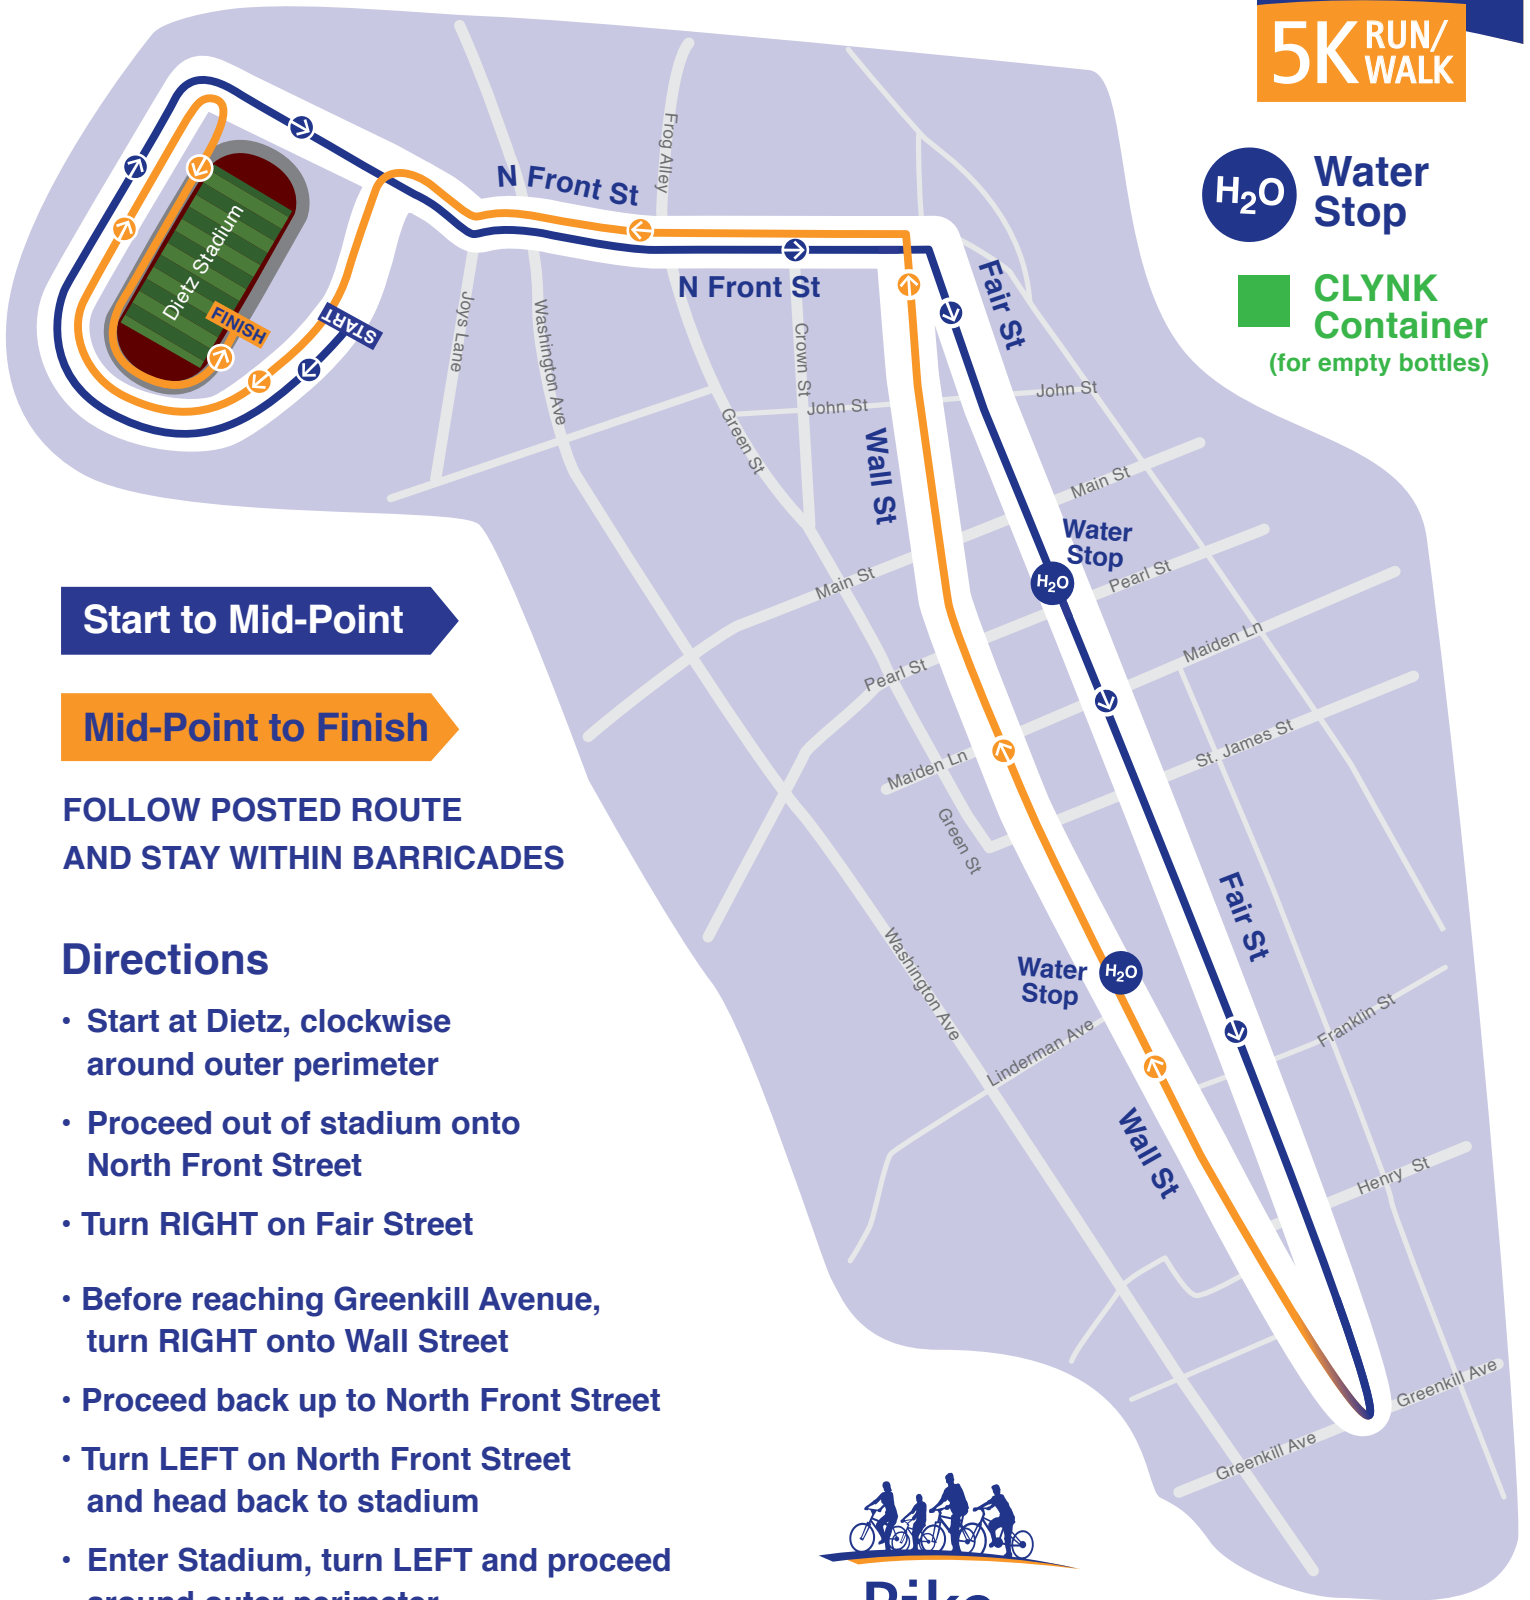 5K
RUN/
WALK
H2O
Water
Stop
CLYNK
Container
(for empty bottles)
N Front St
Frog Alley
N Front St
Fair St
Dietz Stadium
FINISH
START
Joys Lane
Washington Ave
Crown St
John St
John St
Green St
Wall St
Main St
Water
Stop
H2O
Pearl St
Main St
Maiden Ln
Pearl St
St. James St
Maiden Ln
Green St
Fair St
Washington Ave
Water
Stop
H2O
Linderman Ave
Franklin St
Wall St
Henry St
Greenkill Ave
Greenkill Ave
Start to Mid-Point
Mid-Point to Finish
FOLLOW POSTED ROUTE
AND STAY WITHIN BARRICADES
Directions
• Start at Dietz, clockwise
around outer perimeter
• Proceed out of stadium onto
North Front Street
• Turn RIGHT on Fair Street
• Before reaching Greenkill Avenue,
turn RIGHT onto Wall Street
• Proceed back up to North Front Street
• Turn LEFT on North Front Street
and head back to stadium
• Enter Stadium, turn LEFT and proceed
around outer perimeter
Bike